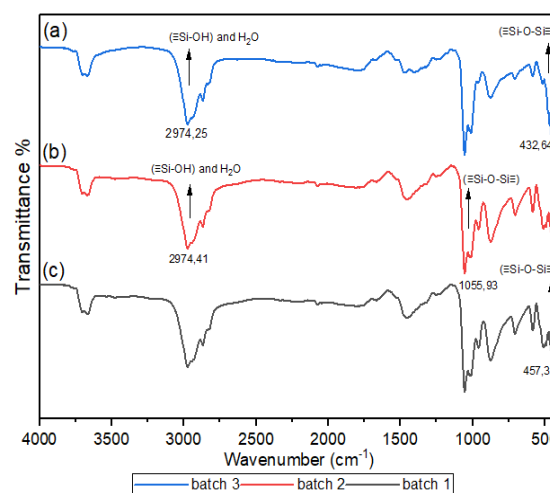 (a)
(≡Si-OH) and H2O
(≡Si-O-Si≡
2974,25
432,64
(b)
(≡Si-OH) and H2O
(≡Si-O-Si≡)
2974,41
1055,93
(≡Si-O-Si≡
(c)
457,3
Transmittance %
4000 3500 3000 2500 2000 1500 1000 500
Wavenumber (cm-1)
batch 3 batch 2 batch 1